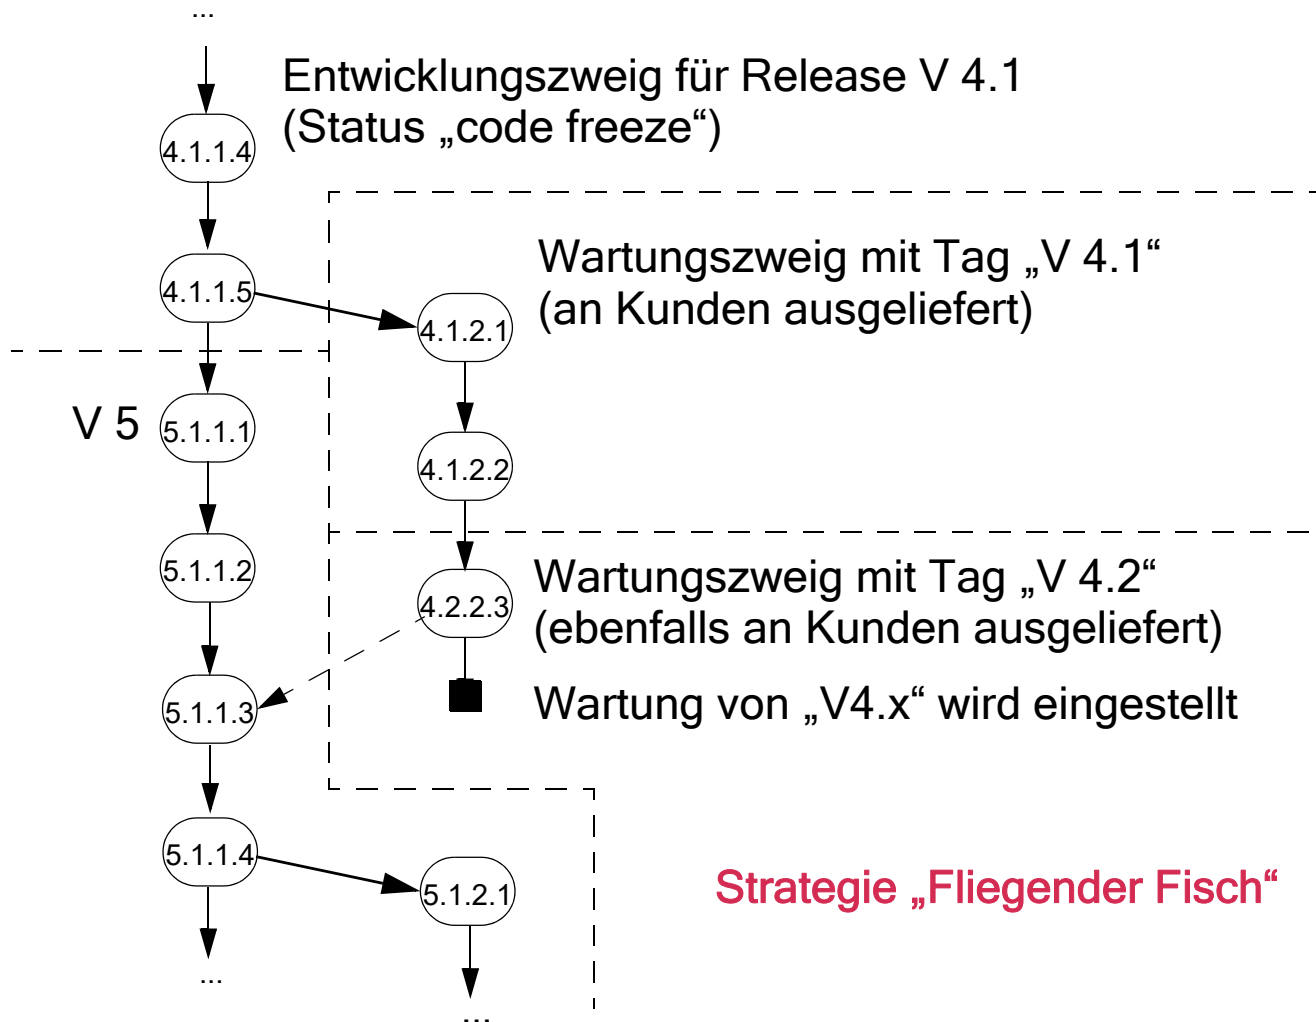 ...
Entwicklungszweig für Release V 4.1
(Status „code freeze“)
4.1.1.4
Wartungszweig mit Tag „V 4.1“
(an Kunden ausgeliefert)
4.1.1.5
4.1.2.1
V 5
5.1.1.1
4.1.2.2
5.1.1.2
Wartungszweig mit Tag „V 4.2“
(ebenfalls an Kunden ausgeliefert)
4.2.2.3
5.1.1.3
Wartung von „V4.x“ wird eingestellt
5.1.1.4
5.1.2.1
Strategie „Fliegender Fisch“
...
...